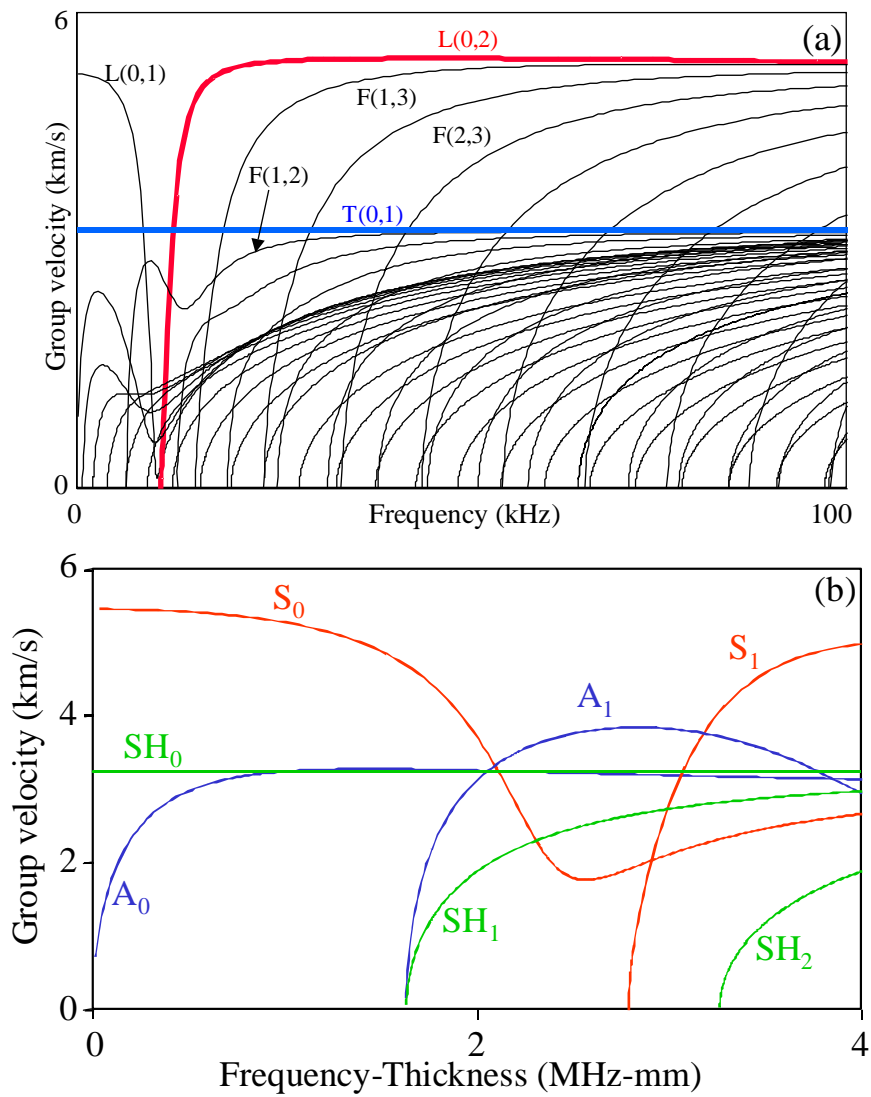 6
(a)
L(0,2)
L(0,1)
F(1,3)
F(2,3)
F(1,2)
T(0,1)
Group velocity (km/s)
0
0
Frequency (kHz)
100
6
(b)
S0
S1
A1
4
SH0
Group velocity (km/s)
2
A0
SH1
SH2
0
0
2
4
Frequency-Thickness (MHz-mm)